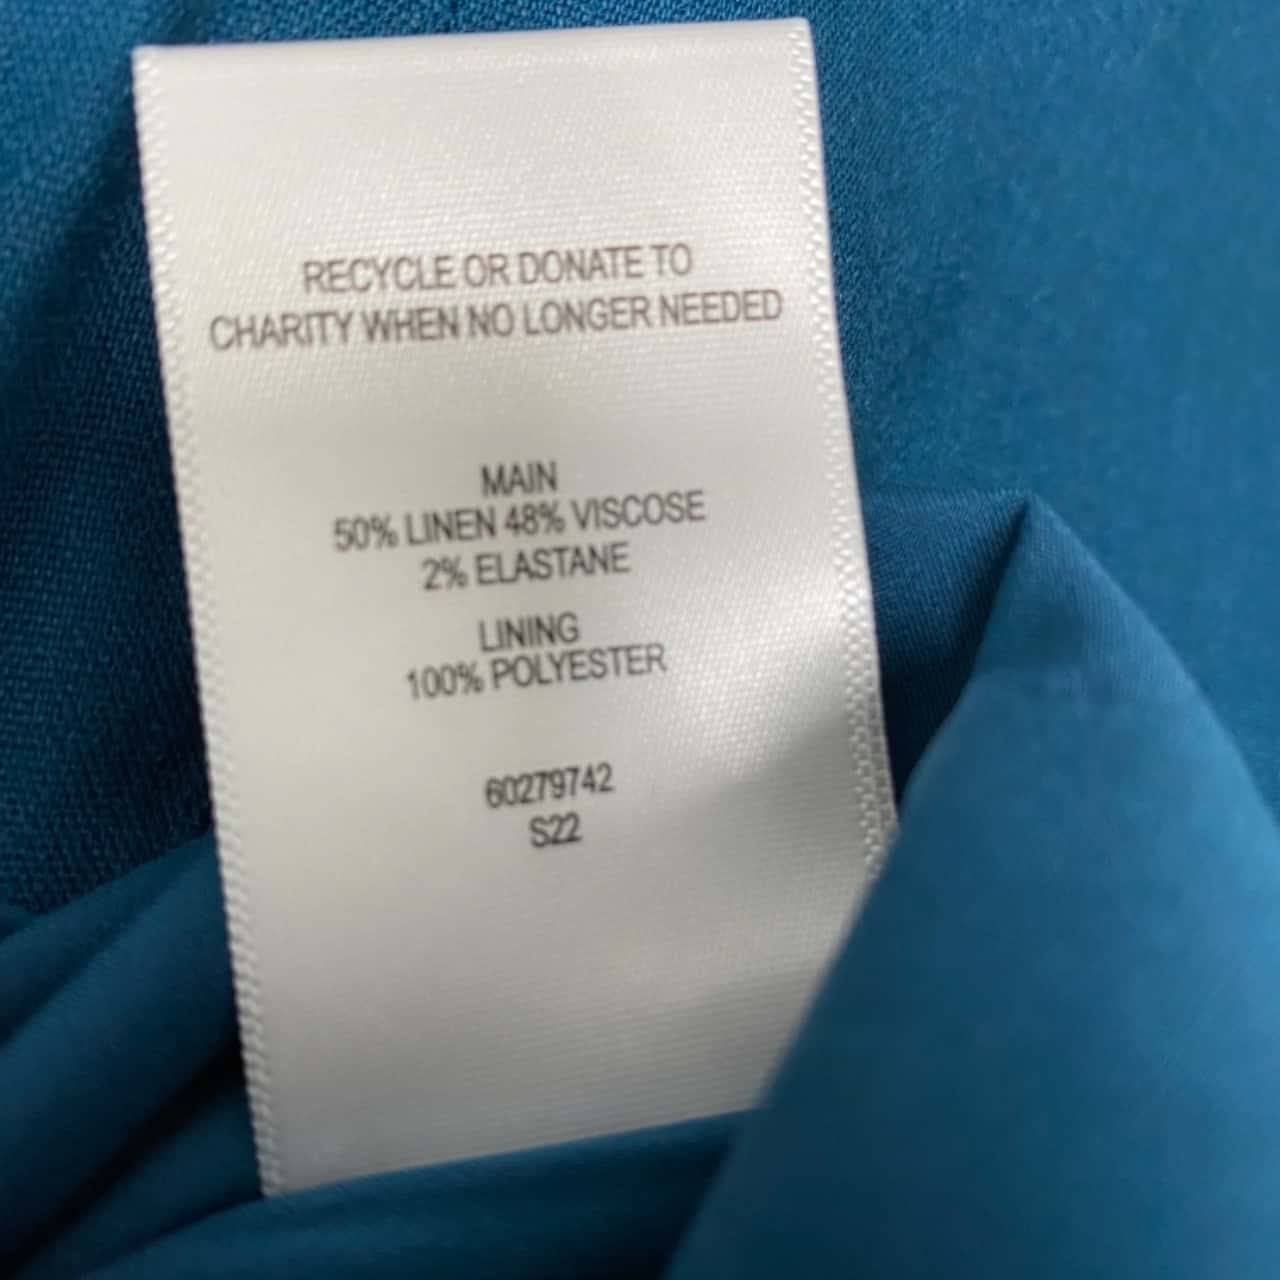 RECYCLE OR DONATE TO
CHARITY WHEN NO LONGER NEEDED
MAIN
50% LINEN 48% VISCOSE
2% ELASTANE
LINING
100% POLYESTER
60279742
S22